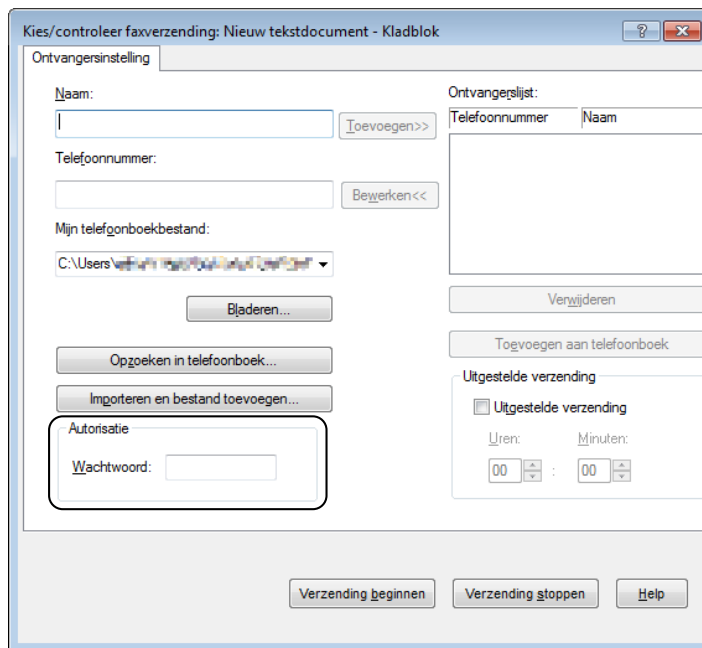 Kies/controleer faxverzending: Nieuw tekstdocument - Kladblok
Ontvangersinstelling
Naam:
Toevoegen>>
Telefoonnummer:
Bewerken<<
Mijn telefoonboekbestand:
C:\Users\
Bladeren...
Opzoeken in telefoonboek...
Importeren en bestand toevoegen...
Autorisatie
Wachtwoord:
Ontvangerslijst:
Telefoonnummer Naam
Verwijderen
Toevoegen aan telefoonboek
Uitgestelde verzending
Uitgestelde verzending
Uren: Minuten:
00 : 00
Verzending beginnen Verzending stoppen Help